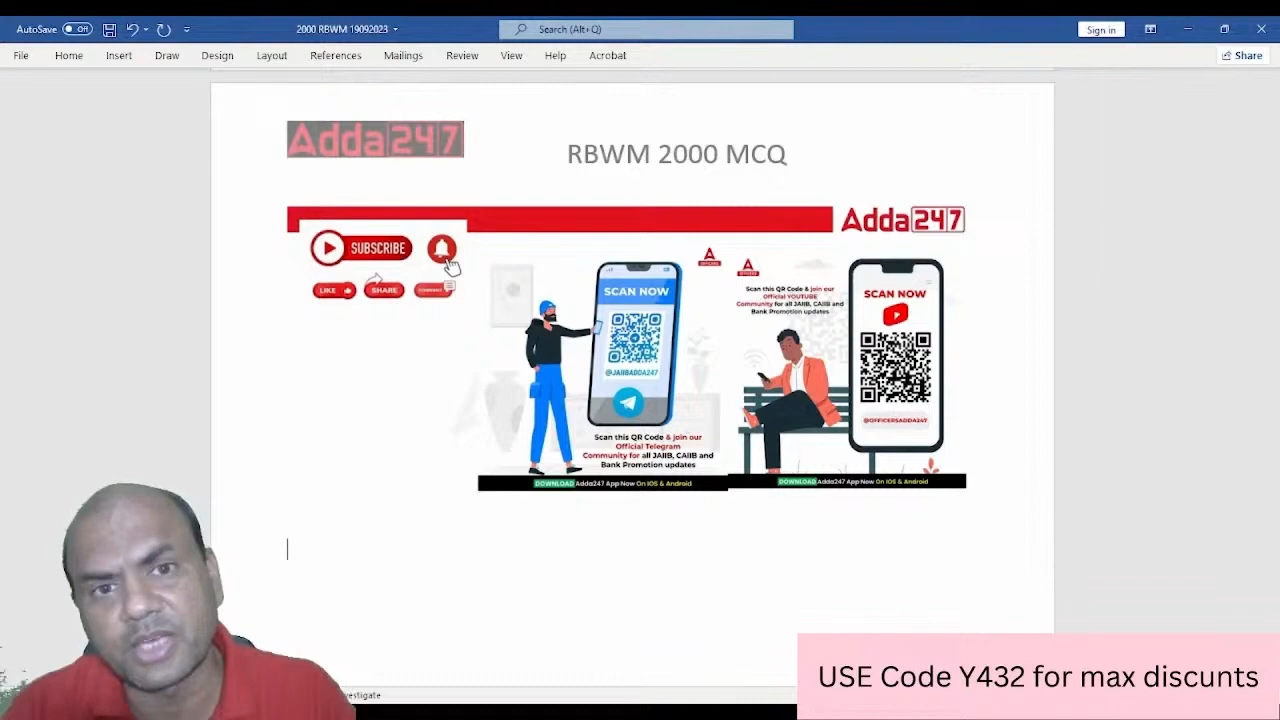 AutoSave Off
2000 RBWM 19092023
Search (Alt+Q)
Sign in
File Home Insert Draw Design Layout References Mailings Review View Help Acrobat
Share
Adda247
RBWM 2000 MCQ
Adda247
SUBSCRIBE
LIKE SHARE COMMENT
SCAN NOW
@JAIIBADDA247
Scan this QR Code & join our
Official Telegram
Community for all JAIIB, CAIIB and
Bank Promotion updates
DOWNLOAD Adda247 App Now On IOS & Android
Scan this QR Code & join our
Official YOUTUBE
Community for all JAIIB, CAIIB and
Bank Promotion updates
SCAN NOW
@OFFICERSADDA247
DOWNLOAD Adda247 App Now On IOS & Android
USE Code Y432 for max discunts